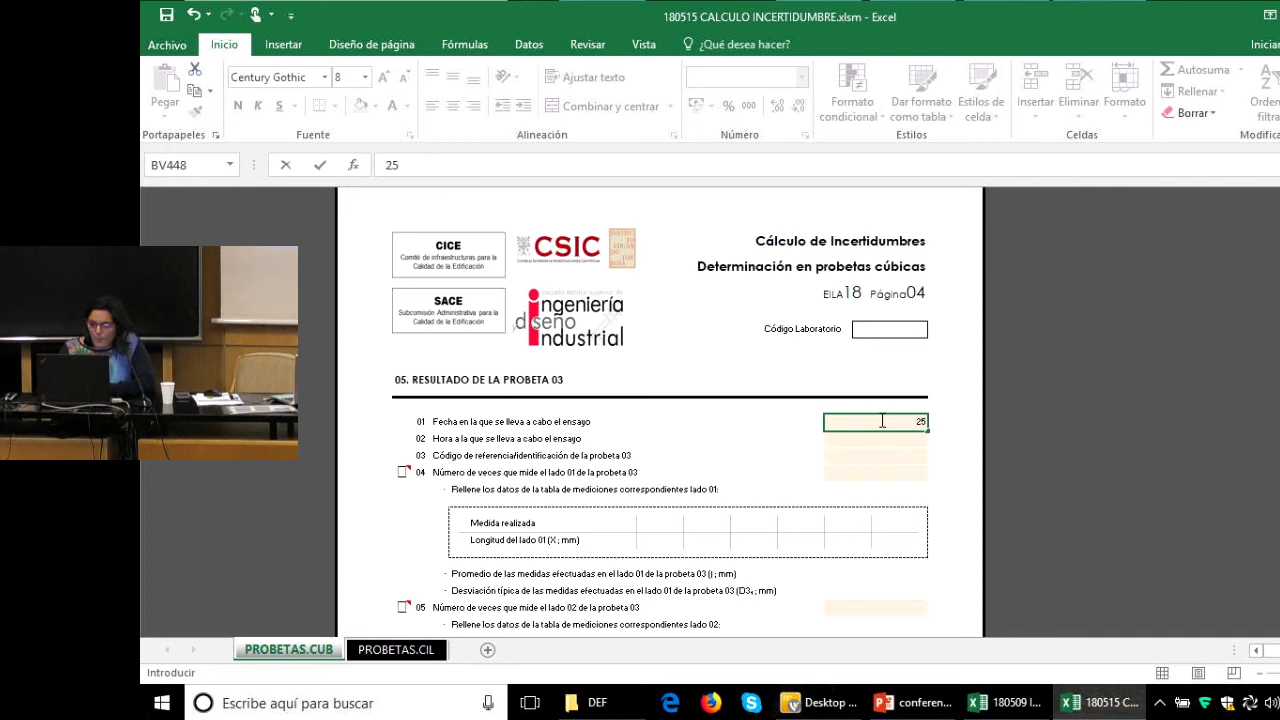 180515 CALCULO INCERTIDUMBRE.xlsm - Excel
Archivo Inicio Insertar Diseño de página Fórmulas Datos Revisar Vista ¿Qué desea hacer? Iniciar
Pegar
Century Gothic 8
N K S
Ajustar texto
Combinar y centrar
% 000
Formato condicional
Dar formato como tabla
Estilos de celda
Insertar Eliminar Formato
Autosuma
Rellenar
Borrar
Portapapeles Fuente Alineación Número Estilos Celdas
BV448 fx 25
CICE
Comité de infraestructuras para la
Calidad de la Edificación
CSIC
CONSEJO SUPERIOR DE INVESTIGACIONES CIENTÍFICAS
SACE
Subcomisión Administrativa para la
Calidad de la Edificación
ingeniería
diseño
industrial
Cálculo de Incertidumbres
Determinación en probetas cúbicas
EILA18 Página04
Código Laboratorio
05. RESULTADO DE LA PROBETA 03
01 Fecha en la que se lleva a cabo el ensayo 25
02 Hora a la que se lleva a cabo el ensayo
03 Código de referencia/identificación de la probeta 03
04 Número de veces que mide el lado 01 de la probeta 03
· Rellene los datos de la tabla de mediciones correspondientes lado 01:
Medida realizada
Longitud del lado 01 (X ; mm)
· Promedio de las medidas efectuadas en el lado 01 de la probeta 03 (l ; mm)
· Desviación típica de las medidas efectuadas en el lado 01 de la probeta 03 (D3₁ ; mm)
05 Número de veces que mide el lado 02 de la probeta 03
· Rellene los datos de la tabla de mediciones correspondientes lado 02:
PROBETAS.CUB PROBETAS.CIL
Introducir
Escribe aquí para buscar
DEF
Desktop ...
conferen...
180509 I...
180515 C...